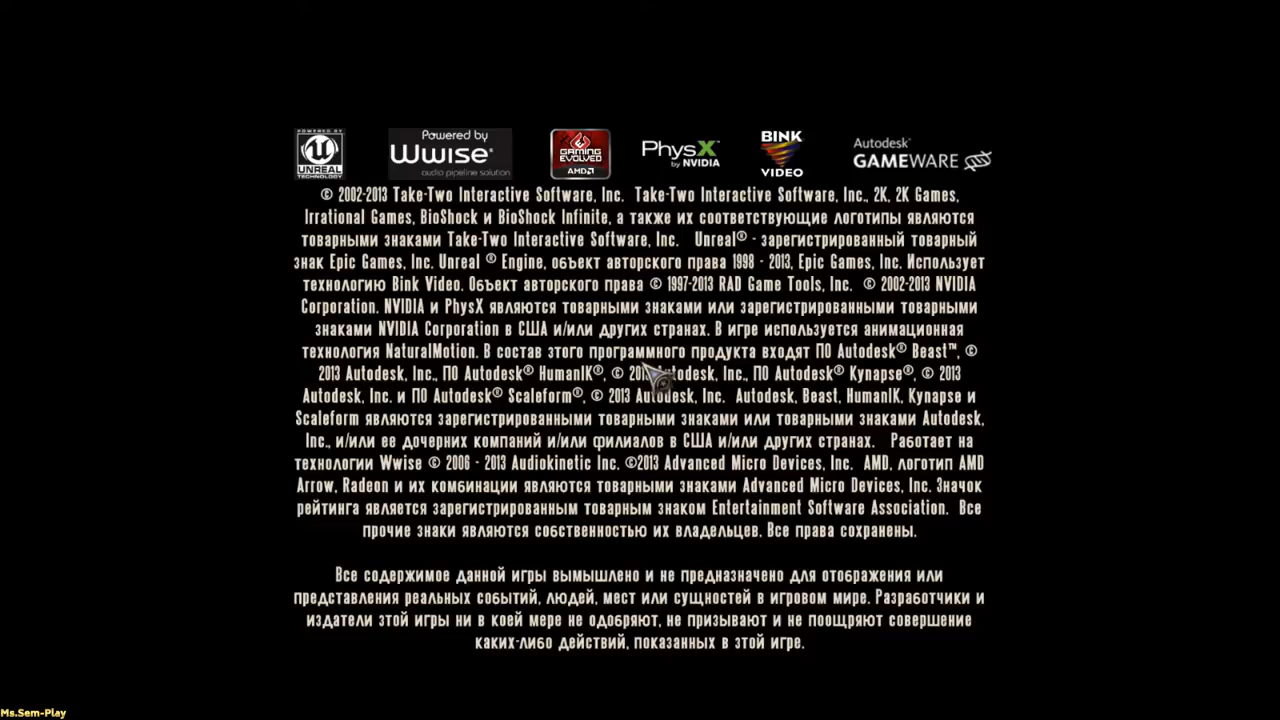 POWERED BY
UNREAL
TECHNOLOGY
Powered by
Wwise®
audio pipeline solution
GAMING
EVOLVED
AMD
PhysX
by NVIDIA
BINK
VIDEO
Autodesk®
GAMEWARE
© 2002-2013 Take-Two Interactive Software, Inc. Take-Two Interactive Software, Inc., 2K, 2K Games,
Irrational Games, BioShock и BioShock Infinite, а также их соответствующие логотипы являются
товарными знаками Take-Two Interactive Software, Inc. Unreal® - зарегистрированный товарный
знак Epic Games, Inc. Unreal ® Engine, объект авторского права 1998 - 2013, Epic Games, Inc. Использует
технологию Bink Video. Объект авторского права © 1997-2013 RAD Game Tools, Inc. © 2002-2013 NVIDIA
Corporation. NVIDIA и PhysX являются товарными знаками или зарегистрированными товарными
знаками NVIDIA Corporation в США и/или других странах. В игре используется анимационная
технология NaturalMotion. В состав этого программного продукта входят ПО Autodesk® Beast™, ©
2013 Autodesk, Inc., ПО Autodesk® HumanIK®, © 2013 Autodesk, Inc., ПО Autodesk® Kynapse®, © 2013
Autodesk, Inc. и ПО Autodesk® Scaleform®, © 2013 Autodesk, Inc. Autodesk, Beast, HumanIK, Kynapse и
Scaleform являются зарегистрированными товарными знаками или товарными знаками Autodesk,
Inc., и/или ее дочерних компаний и/или филиалов в США и/или других странах. Работает на
технологии Wwise © 2006 - 2013 Audiokinetic Inc. ©2013 Advanced Micro Devices, Inc. AMD, логотип AMD
Arrow, Radeon и их комбинации являются товарными знаками Advanced Micro Devices, Inc. Значок
рейтинга является зарегистрированным товарным знаком Entertainment Software Association. Все
прочие знаки являются собственностью их владельцев. Все права сохранены.
Все содержимое данной игры вымышлено и не предназначено для отображения или
представления реальных событий, людей, мест или сущностей в игровом мире. Разработчики и
издатели этой игры ни в коей мере не одобряют, не призывают и не поощряют совершение
каких-либо действий, показанных в этой игре.
Ms.Sem-Play